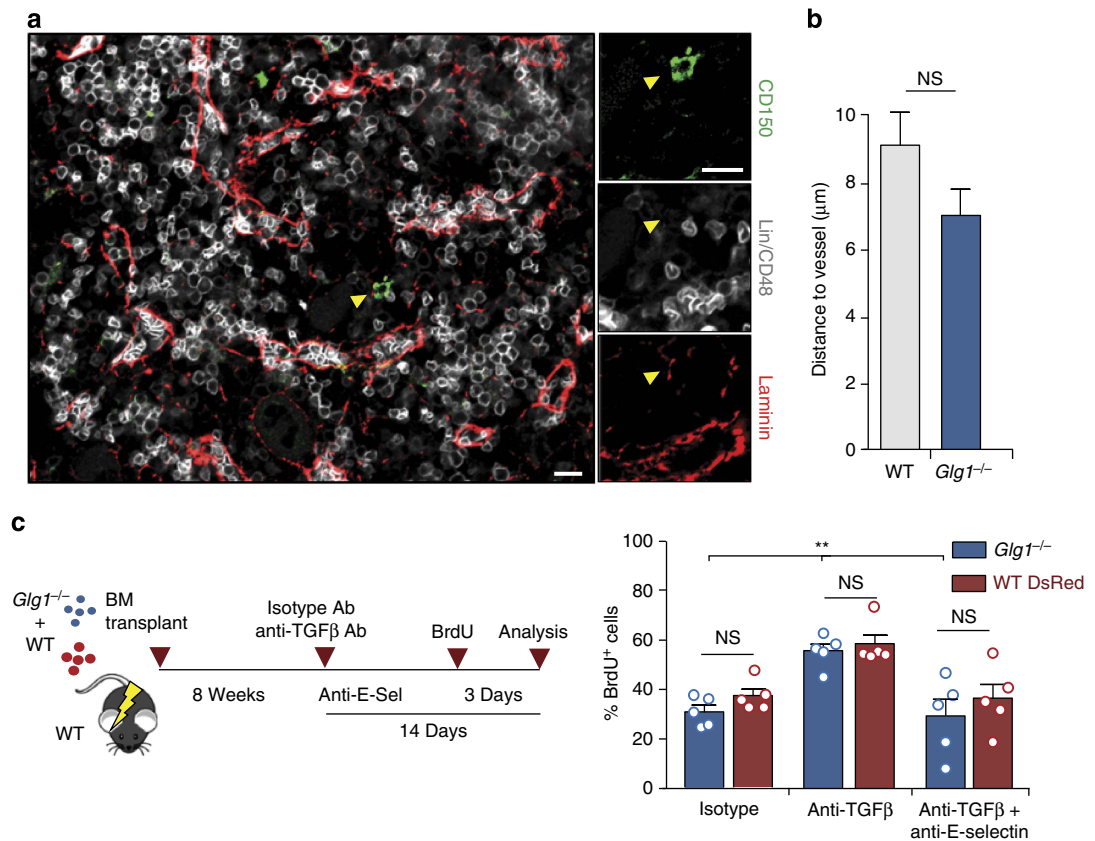 a
CD150
Lin/CD48
Laminin
b
NS
10
8
6
4
2
0
Distance to vessel (μm)
WT
Glg1–/–
c
Glg1–/–
+
WT
BM
transplant
WT
Isotype Ab
anti-TGFβ Ab
BrdU
Analysis
8 Weeks
Anti-E-Sel
3 Days
14 Days
100
80
60
40
20
0
% BrdU+ cells
**
NS
NS
NS
Glg1–/–
WT DsRed
Isotype
Anti-TGFβ
Anti-TGFβ +
anti-E-selectin